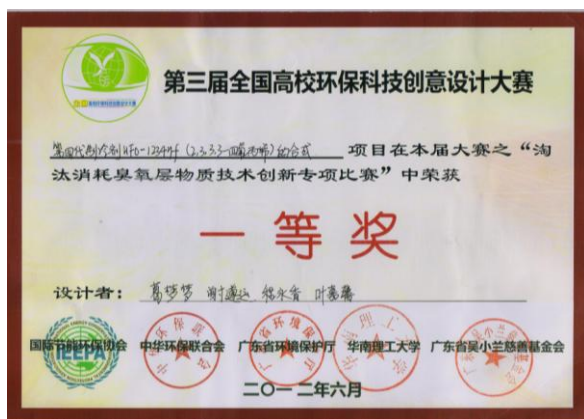 第三届全国高校环保科技创意设计大赛
第四代制冷剂HFO-1234yf(2,3,3,3-四氟丙烯)的合成 项目在本届大赛之“淘
汰消耗臭氧层物质技术创新专项比赛”中荣获
一等奖
设计者: 葛梦梦
IEEPA
国际节能环保协会 中华环保联合会 广东省环境保护厅 华南理工大学 广东省吴小兰慈善基金会
二〇一二年六月